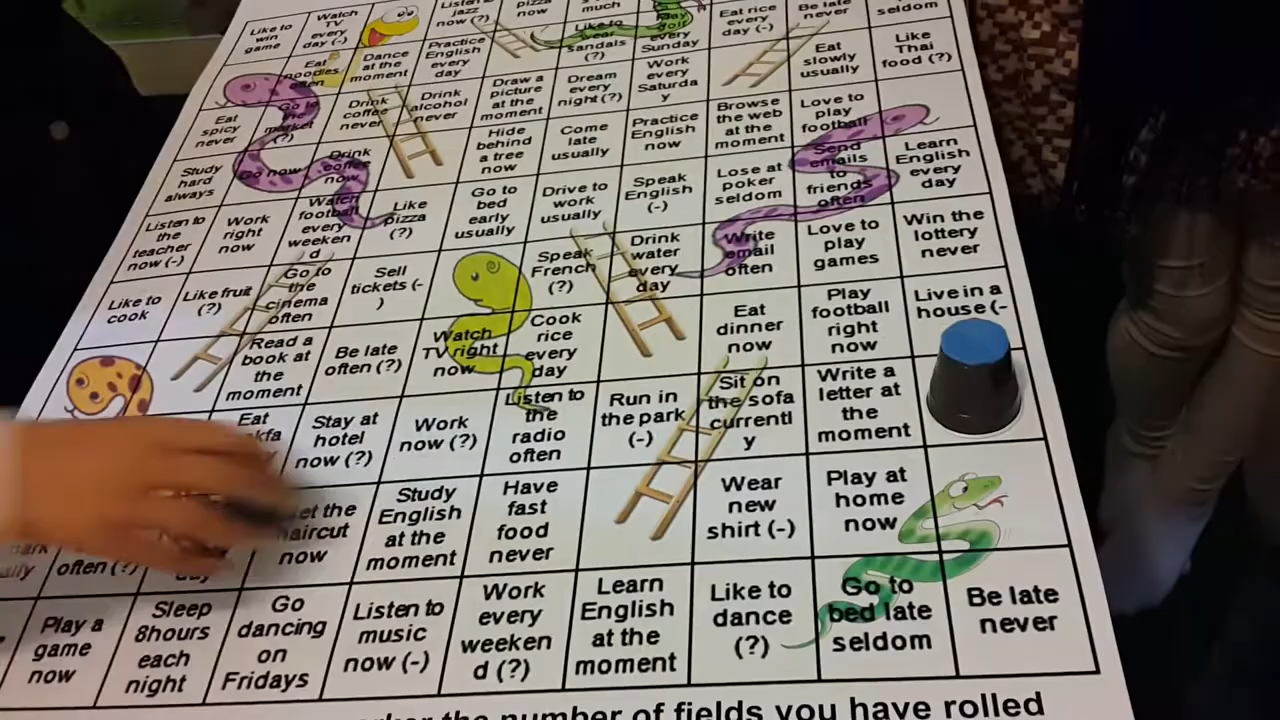 Like to
win
game
Watch
TV
every
day (-)
Listen
jazz
now (?)
pizza
now
much
Eat rice
every
day (-)
Be late
never
seldom
Eat
noodles
often
Dance
at the
moment
Practice
English
every
day
Like to
wear
sandals
(?)
Play
golf
every
Sunday
Eat
slowly
usually
Like
Thai
food (?)
Eat
spicy
never
Go to
the
market
(?)
Drink
coffee
never
Drink
alcohol
never
Draw a
picture
at the
moment
Dream
every
night (?)
Work
every
Saturda
y
Browse
the web
at the
moment
Love to
play
football
Study
hard
always
Go now
Drink
coffee
now
Hide
behind
a tree
now
Come
late
usually
Practice
English
now
Lose at
poker
seldom
Send
emails
to
friends
often
Learn
English
every
day
Listen to
the
teacher
now (-)
Work
right
now
Watch
football
every
weeken
d
Like
pizza
(?)
Go to
bed
early
usually
Drive to
work
usually
Speak
English
(-)
Write
email
often
Love to
play
games
Win the
lottery
never
Like to
cook
Like fruit
(?)
Go to
the
cinema
often
Sell
tickets (-
)
Speak
French
(?)
Drink
water
every
day
Eat
dinner
now
Play
football
right
now
Live in a
house (-
Read a
book at
the
moment
Be late
often (?)
Watch
TV right
now
Cook
rice
every
day
Run in
the park
(-)
Sit on
the sofa
currentl
y
Write a
letter at
the
moment
Eat
Stay at
hotel
now (?)
Work
now (?)
Listen to
the
radio
often
Wear
new
shirt (-)
Play at
home
now
often (?)
day
the
haircut
now
Study
English
at the
moment
Have
fast
food
never
Play a
game
now
Sleep
8hours
each
night
Go
dancing
on
Fridays
Listen to
music
now (-)
Work
every
weeken
d (?)
Learn
English
at the
moment
Like to
dance
(?)
Go to
bed late
seldom
Be late
never
the number of fields you have rolled